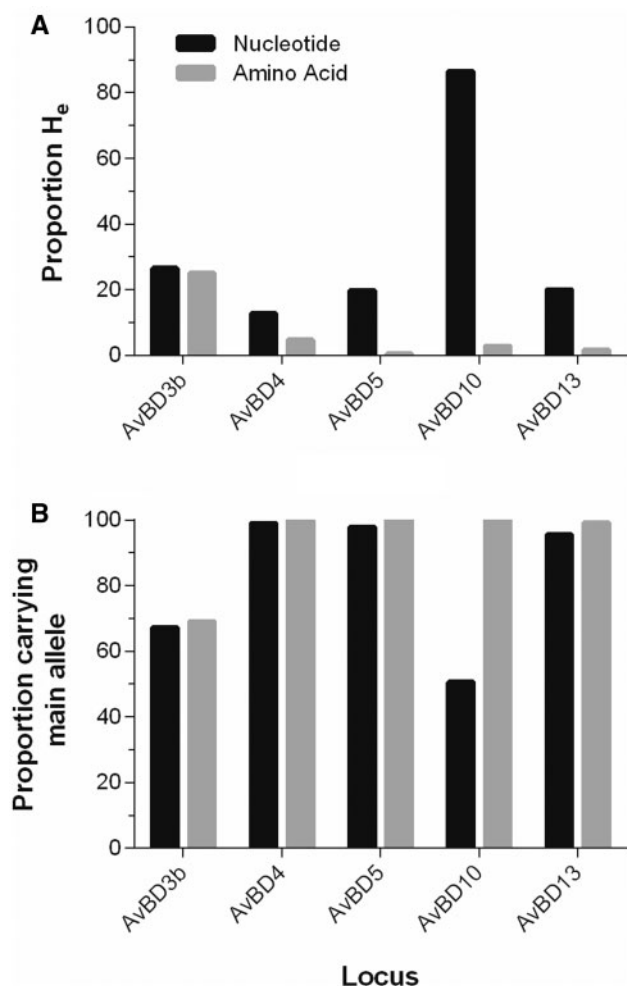 A
Nucleotide
Amino Acid
Proportion He
100
80
60
40
20
0
AvBD3b
AvBD4
AvBD5
AvBD10
AvBD13
B
Proportion carrying
main allele
100
80
60
40
20
0
AvBD3b
AvBD4
AvBD5
AvBD10
AvBD13
Locus